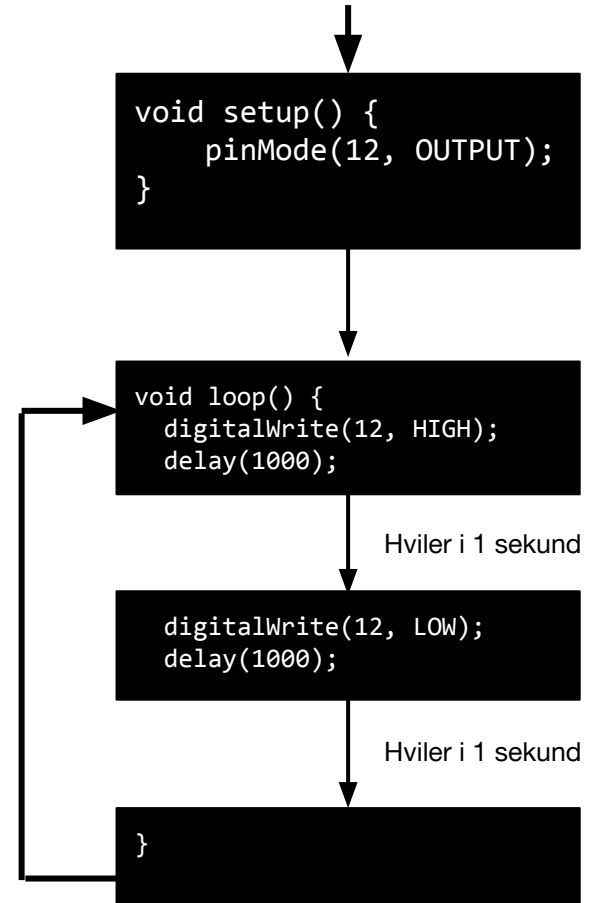 void setup() {
    pinMode(12, OUTPUT);
}
void loop() {
  digitalWrite(12, HIGH);
  delay(1000);
Hviler i 1 sekund
  digitalWrite(12, LOW);
  delay(1000);
Hviler i 1 sekund
}